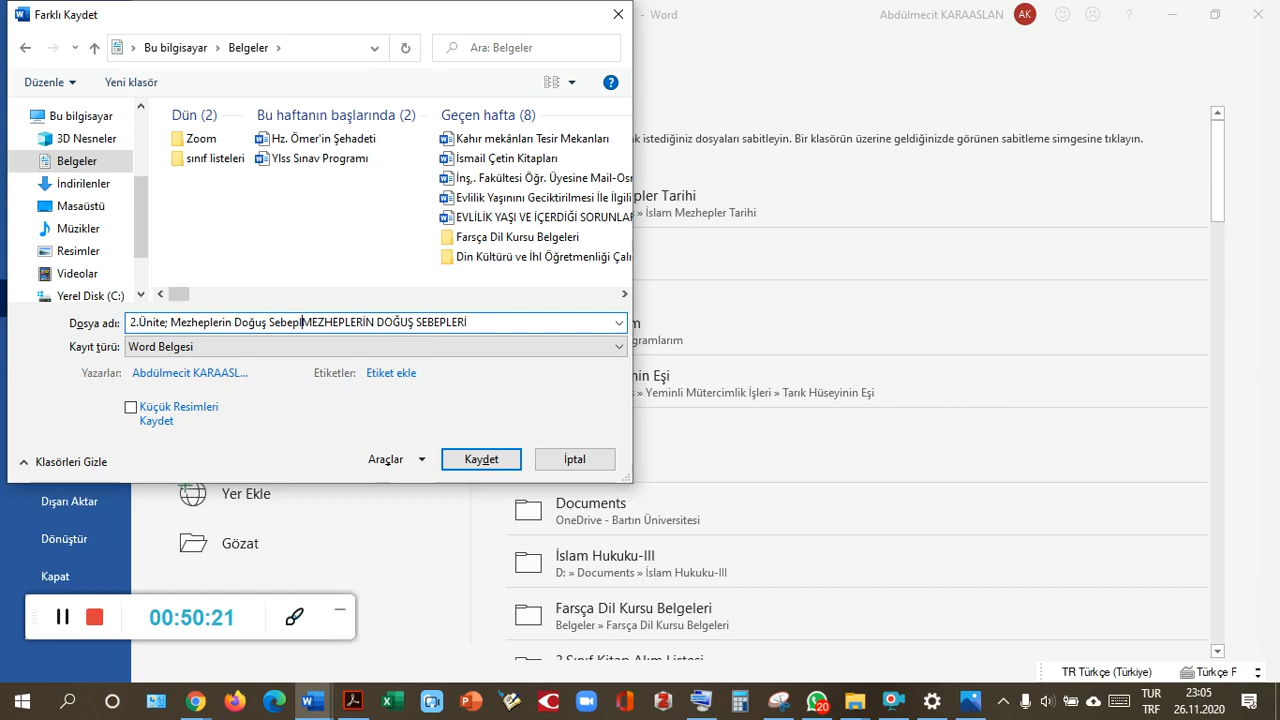 Farklı Kaydet
Word
Abdülmecit KARAASLAN
AK
Bu bilgisayar
Belgeler
Ara: Belgeler
Düzenle
Yeni klasör
Bu bilgisayar
3D Nesneler
Belgeler
İndirilenler
Masaüstü
Müzikler
Resimler
Videolar
Yerel Disk (C:)
Dün (2)
Zoom
sınıf listeleri
Bu haftanın başlarında (2)
Hz. Ömer'in Şehadeti
Ylss Sınav Programı
Geçen hafta (8)
Kahır mekânları Tesir Mekanları
İsmail Çetin Kitapları
İnş,. Fakültesi Öğr. Üyesine Mail-Osr
Evlilik Yaşının Geciktirilmesi İle İlgili
EVLİLİK YAŞI VE İÇERDİĞİ SORUNLAR
Farsça Dil Kursu Belgeleri
Din Kültürü ve İhl Öğretmenliği Çalı
Dosya adı:
2.Ünite; Mezheplerin Doğuş SebepliMEZHEPLERİN DOĞUŞ SEBEPLERİ
Kayıt türü:
Word Belgesi
Yazarlar:
Abdülmecit KARAASL...
Etiketler:
Etiket ekle
Küçük Resimleri
Kaydet
Klasörleri Gizle
Araçlar
Kaydet
İptal
k istediğiniz dosyaları sabitleyin. Bir klasörün üzerine geldiğinizde görünen sabitleme simgesine tıklayın.
pler Tarihi
» İslam Mezhepler Tarihi
m
gramlarım
nin Eşi
» Yeminli Mütercimlik İşleri » Tarık Hüseyinin Eşi
Dışarı Aktar
Dönüştür
Kapat
Yer Ekle
Gözat
Documents
OneDrive - Bartın Üniversitesi
İslam Hukuku-III
D: » Documents » İslam Hukuku-III
Farsça Dil Kursu Belgeleri
Belgeler » Farsça Dil Kursu Belgeleri
00:50:21
TR Türkçe (Türkiye)
Türkçe F
20
TUR
TRF
23:05
26.11.2020